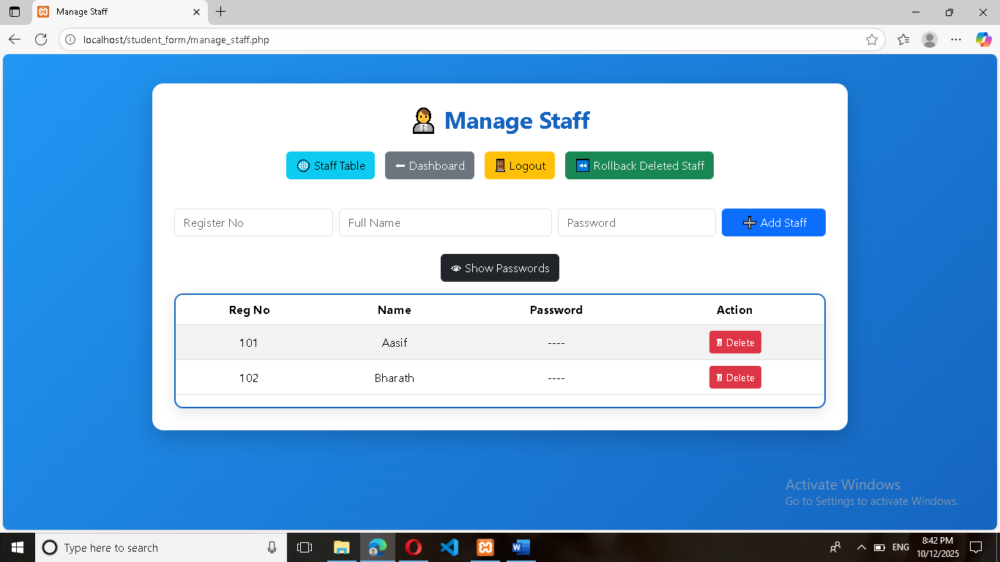 Manage Staff
localhost/student_form/manage_staff.php
Manage Staff
Staff Table
Dashboard
Logout
Rollback Deleted Staff
Register No
Full Name
Password
Add Staff
Show Passwords
Reg No Name Password Action
101 Aasif ---- Delete
102 Bharath ---- Delete
Activate Windows
Go to Settings to activate Windows.
Type here to search
ENG
8:42 PM
10/12/2025